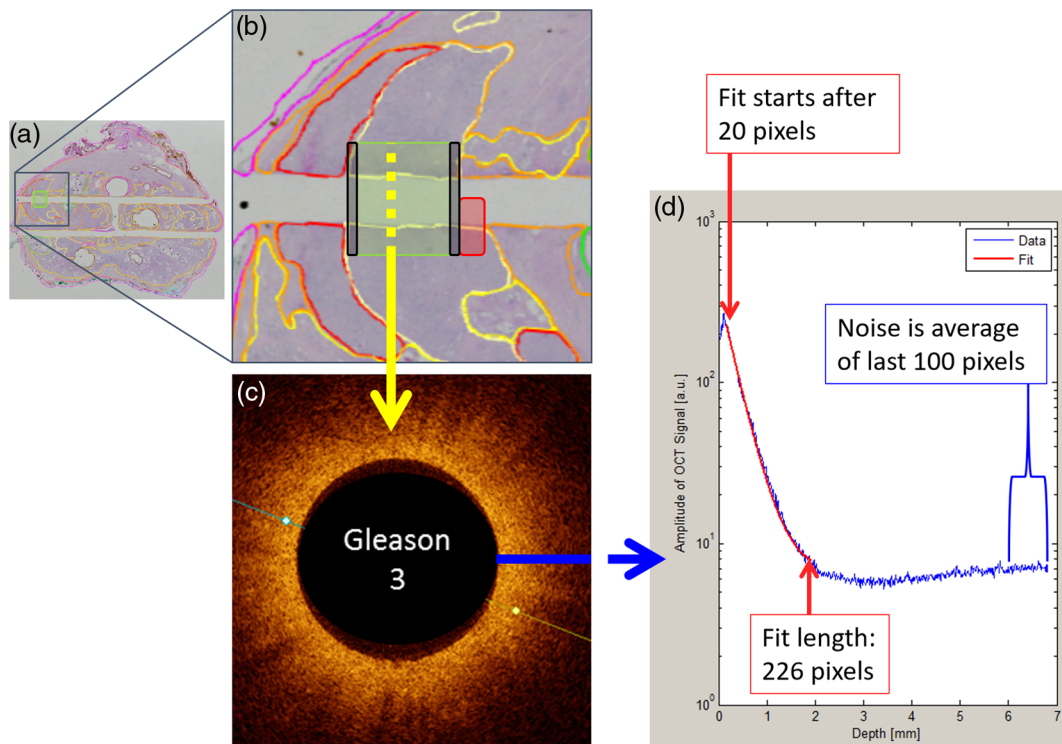 (a)
(b)
(c)
Gleason
3
(d)
Fit starts after
20 pixels
Data
Fit
Noise is average
of last 100 pixels
Fit length:
226 pixels
Amplitude of OCT Signal [a.u.]
10³
10²
10¹
10⁰
0 1 2 3 4 5 6 7
Depth [mm]